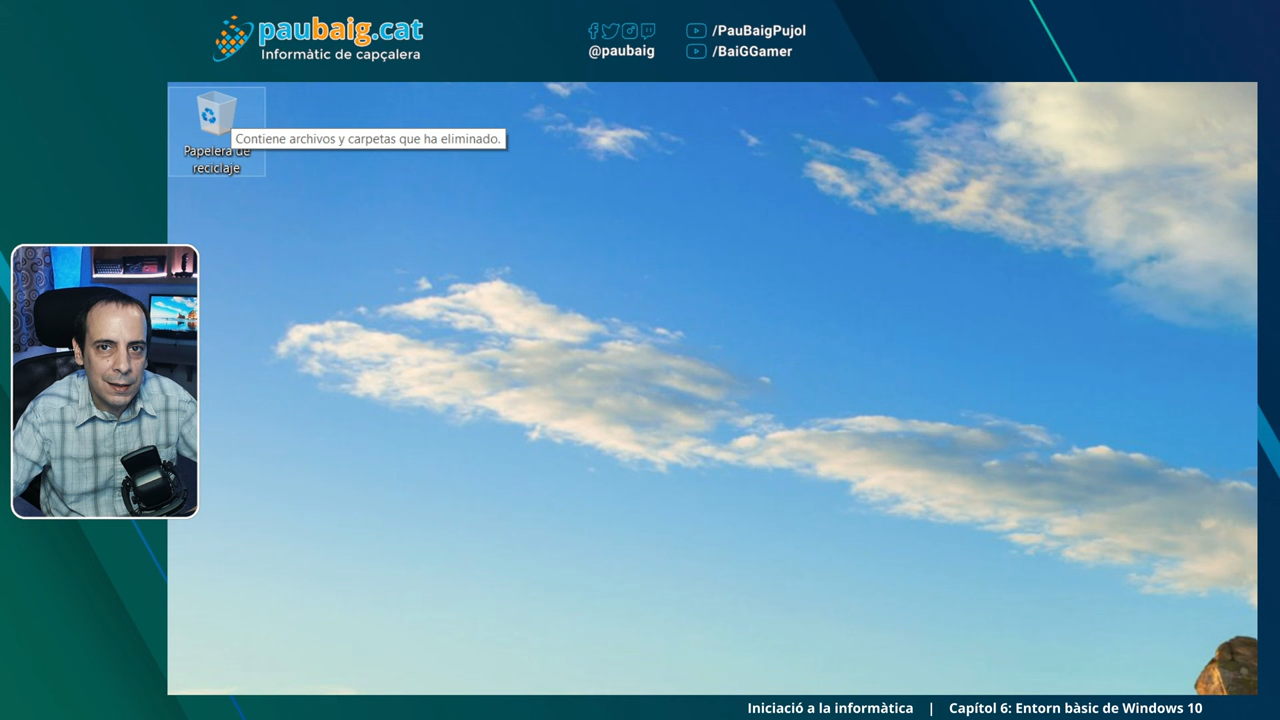 paubaig.cat
Informàtic de capçalera
@paubaig
/PauBaigPujol
/BaiGGamer
Contiene archivos y carpetas que ha eliminado.
Papelera de
reciclaje
Iniciació a la informàtica | Capítol 6: Entorn bàsic de Windows 10